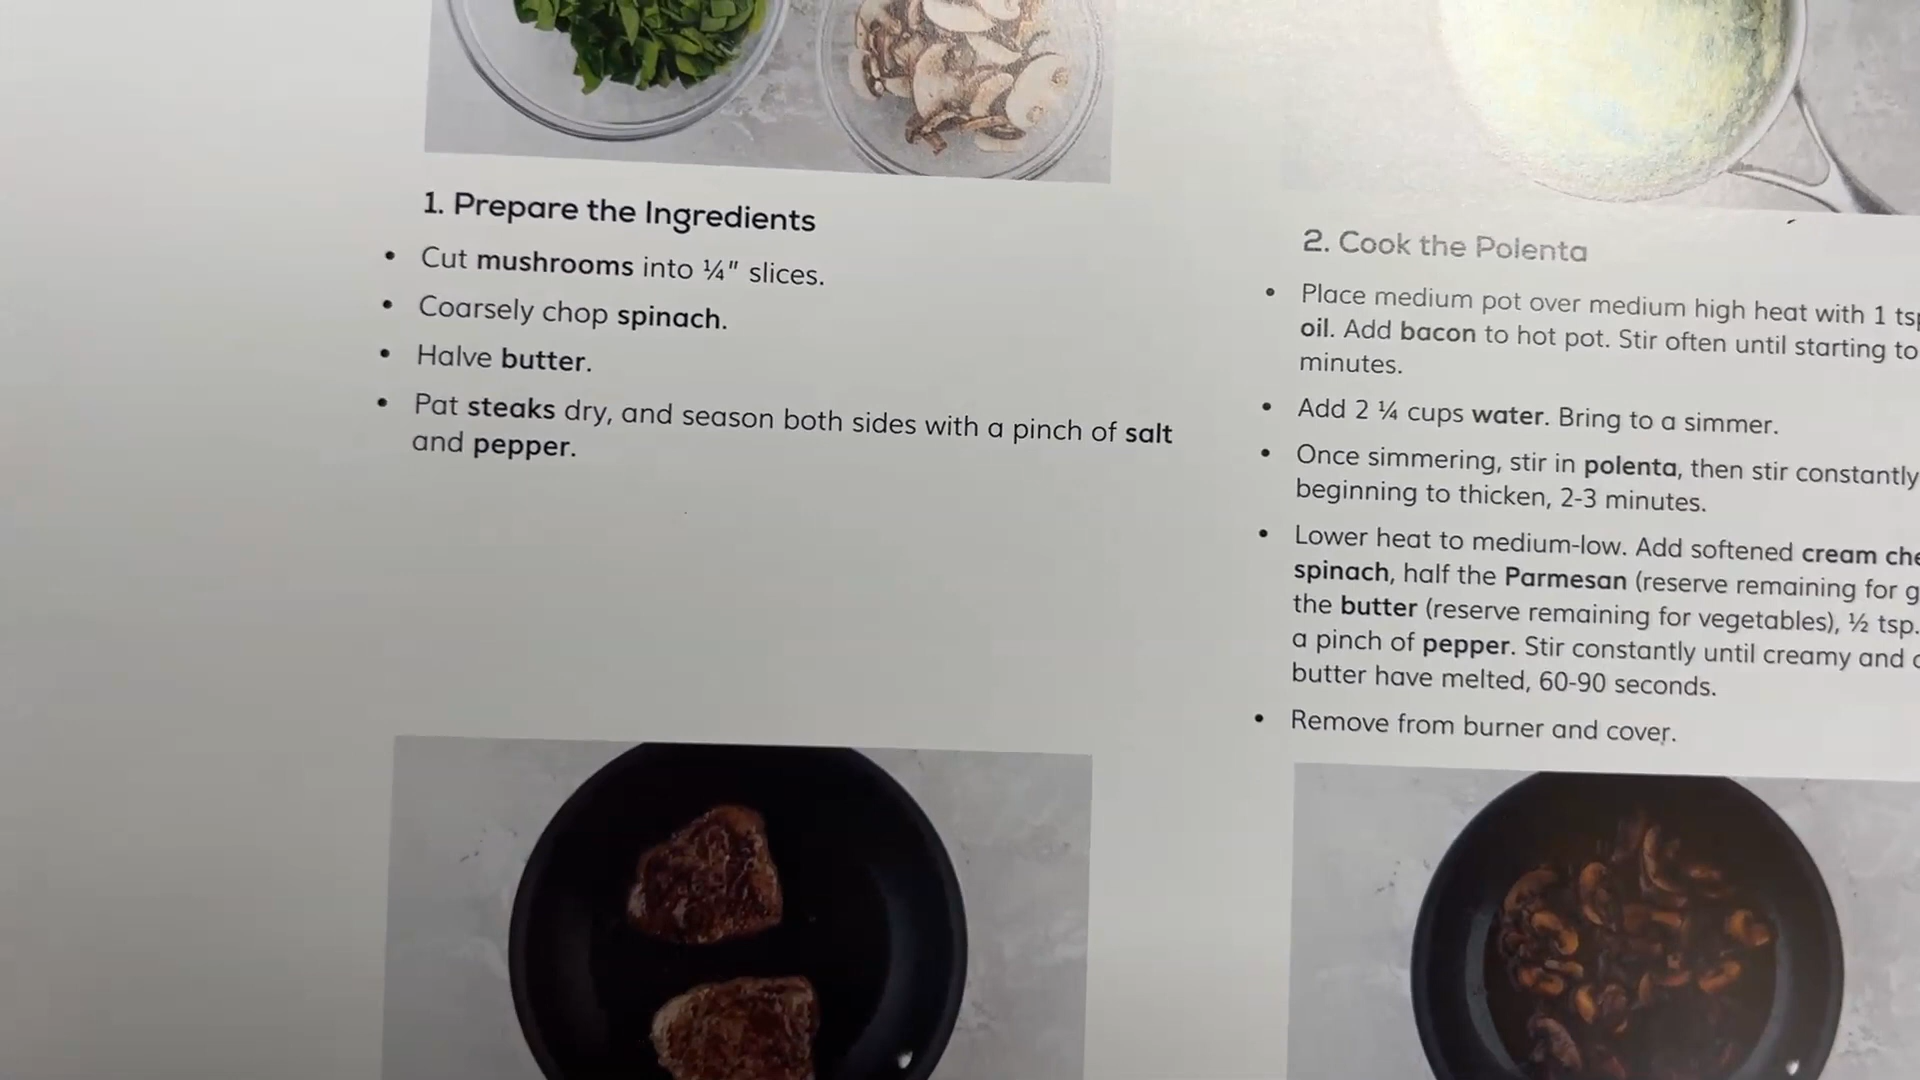 1. Prepare the Ingredients
• Cut mushrooms into ¼" slices.
• Coarsely chop spinach.
• Halve butter.
• Pat steaks dry, and season both sides with a pinch of salt
and pepper.
2. Cook the Polenta
• Place medium pot over medium high heat with 1
oil. Add bacon to hot pot. Stir often until starting to
minutes.
• Add 2 ¼ cups water. Bring to a simmer.
• Once simmering, stir in polenta, then stir constantly
beginning to thicken, 2-3 minutes.
• Lower heat to medium-low. Add softened cream
spinach, half the Parmesan (reserve remaining for
the butter (reserve remaining for vegetables), ½ tsp.
a pinch of pepper. Stir constantly until creamy and
butter have melted, 60-90 seconds.
• Remove from burner and cover.